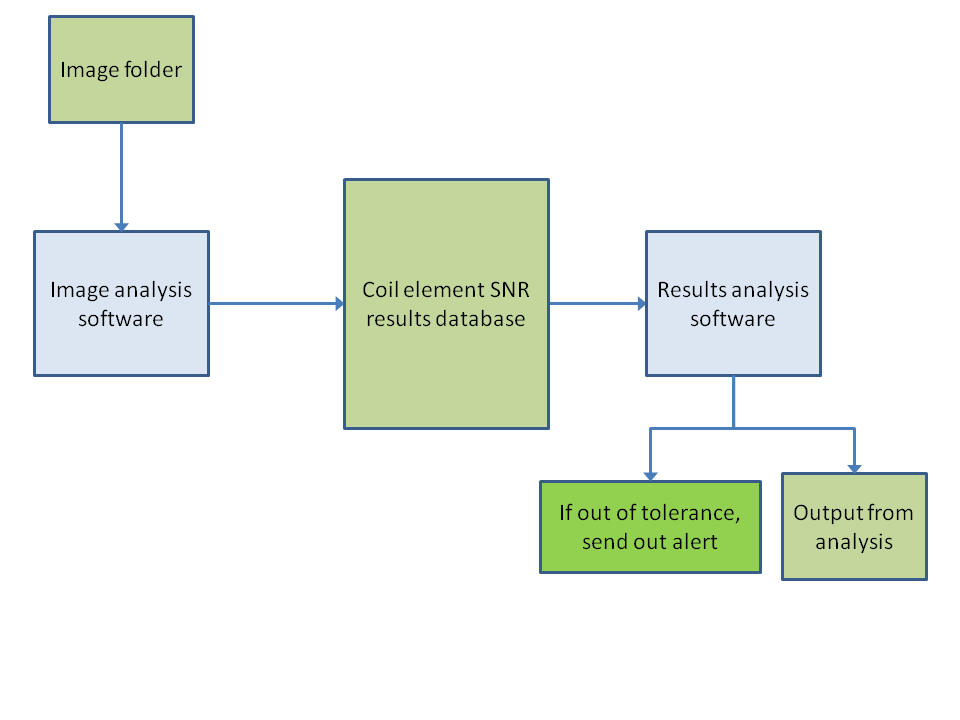 Image folder
Image analysis
software
Coil element SNR
results database
Results analysis
software
If out of tolerance,
send out alert
Output from
analysis